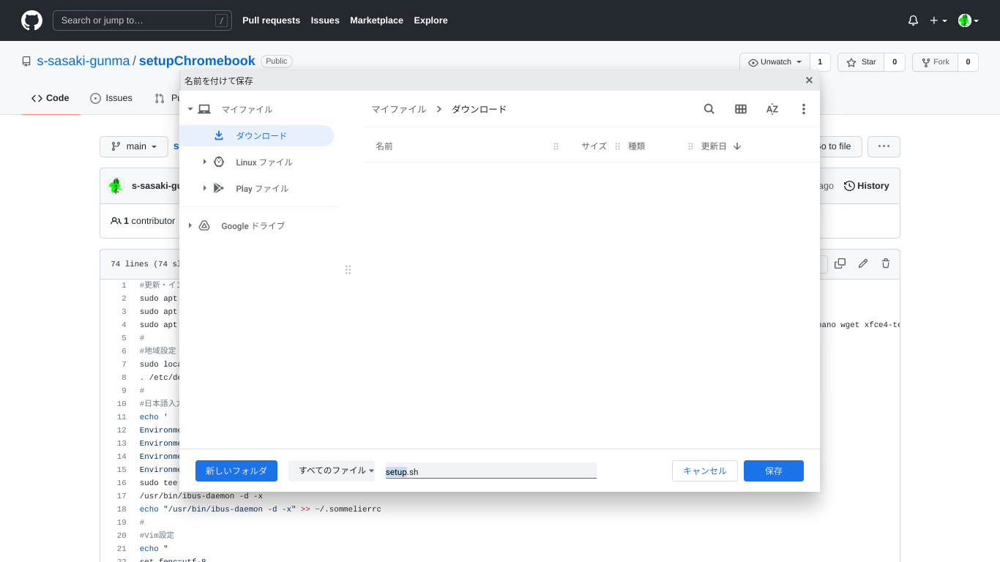 Search or jump to… /
Pull requests Issues Marketplace Explore
s-sasaki-gunma / setupChromebook Public
Unwatch 1 Star 0 Fork 0
名前を付けて保存
Code Issues
マイファイル
マイファイル ダウンロード
AZ
ダウンロード
main
名前 サイズ 種類 更新日
to file
Linux ファイル
s-sasaki-gu
Play ファイル
ago History
1 contributor
Google ドライブ
74 lines (74 sl
1 #更新・イン
2 sudo apt
3 sudo apt
4 sudo apt nano wget xfce4-te
5 #
6 #地域設定
7 sudo loca
8 . /etc/de
9 #
10 #日本語入力
11 echo '
12 Environme
13 Environme
14 Environme
15 Environme
16 sudo tee
新しいフォルダ すべてのファイル setup.sh キャンセル 保存
17 /usr/bin/ibus-daemon -d -x
18 echo "/usr/bin/ibus-daemon -d -x" >> ~/.sommelierrc
19 #
20 #Vim設定
21 echo "
22 set fenc=utf-8